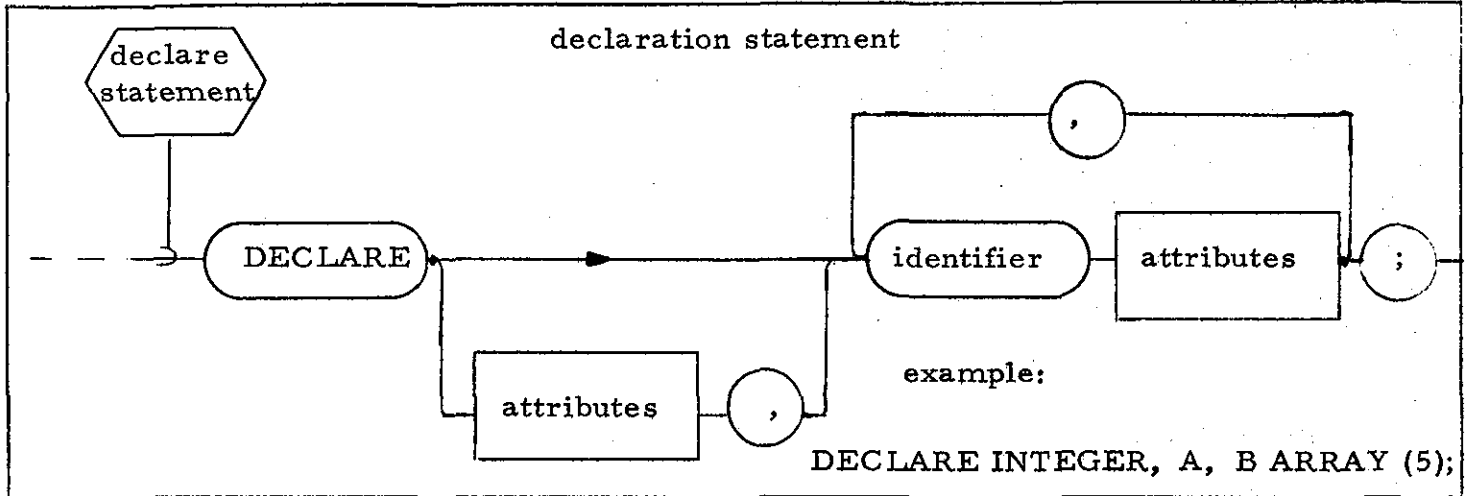 declaration statement
declare
statement
,
DECLARE
identifier
attributes
;
attributes
,
example:
DECLARE INTEGER, A, B ARRAY (5);